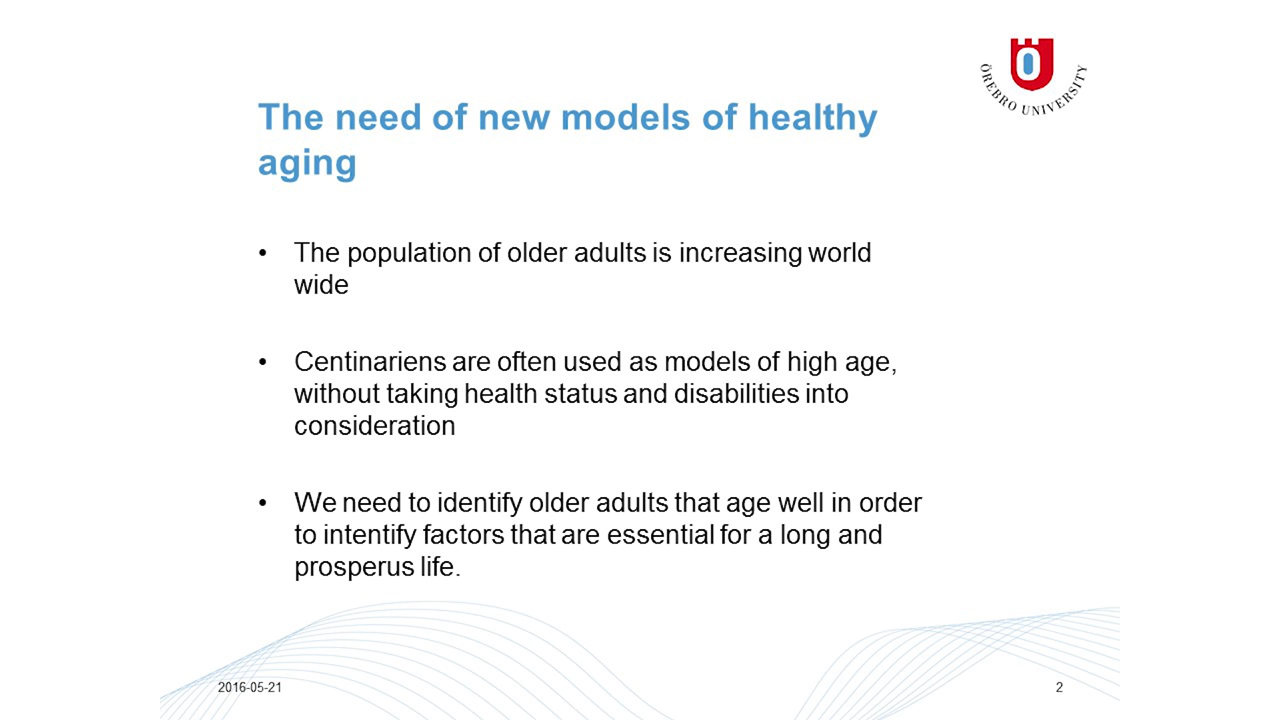 ÖREBRO UNIVERSITY
The need of new models of healthy
aging
• The population of older adults is increasing world
wide
• Centinariens are often used as models of high age,
without taking health status and disabilities into
consideration
• We need to identify older adults that age well in order
to intentify factors that are essential for a long and
prosperus life.
2016-05-21
2